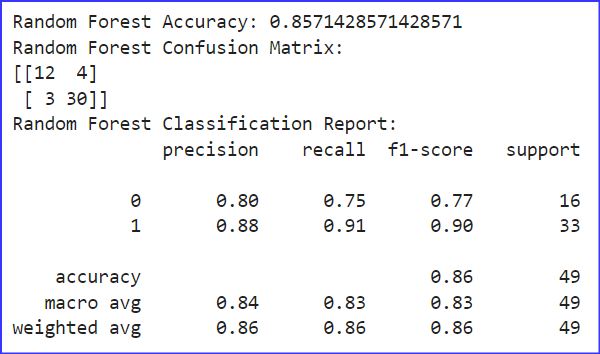 Random Forest Accuracy: 0.8571428571428571
Random Forest Confusion Matrix:
[[12  4]
 [ 3 30]]
Random Forest Classification Report:
              precision    recall  f1-score   support

           0       0.80      0.75      0.77        16
           1       0.88      0.91      0.90        33

    accuracy                           0.86        49
   macro avg       0.84      0.83      0.83        49
weighted avg       0.86      0.86      0.86        49